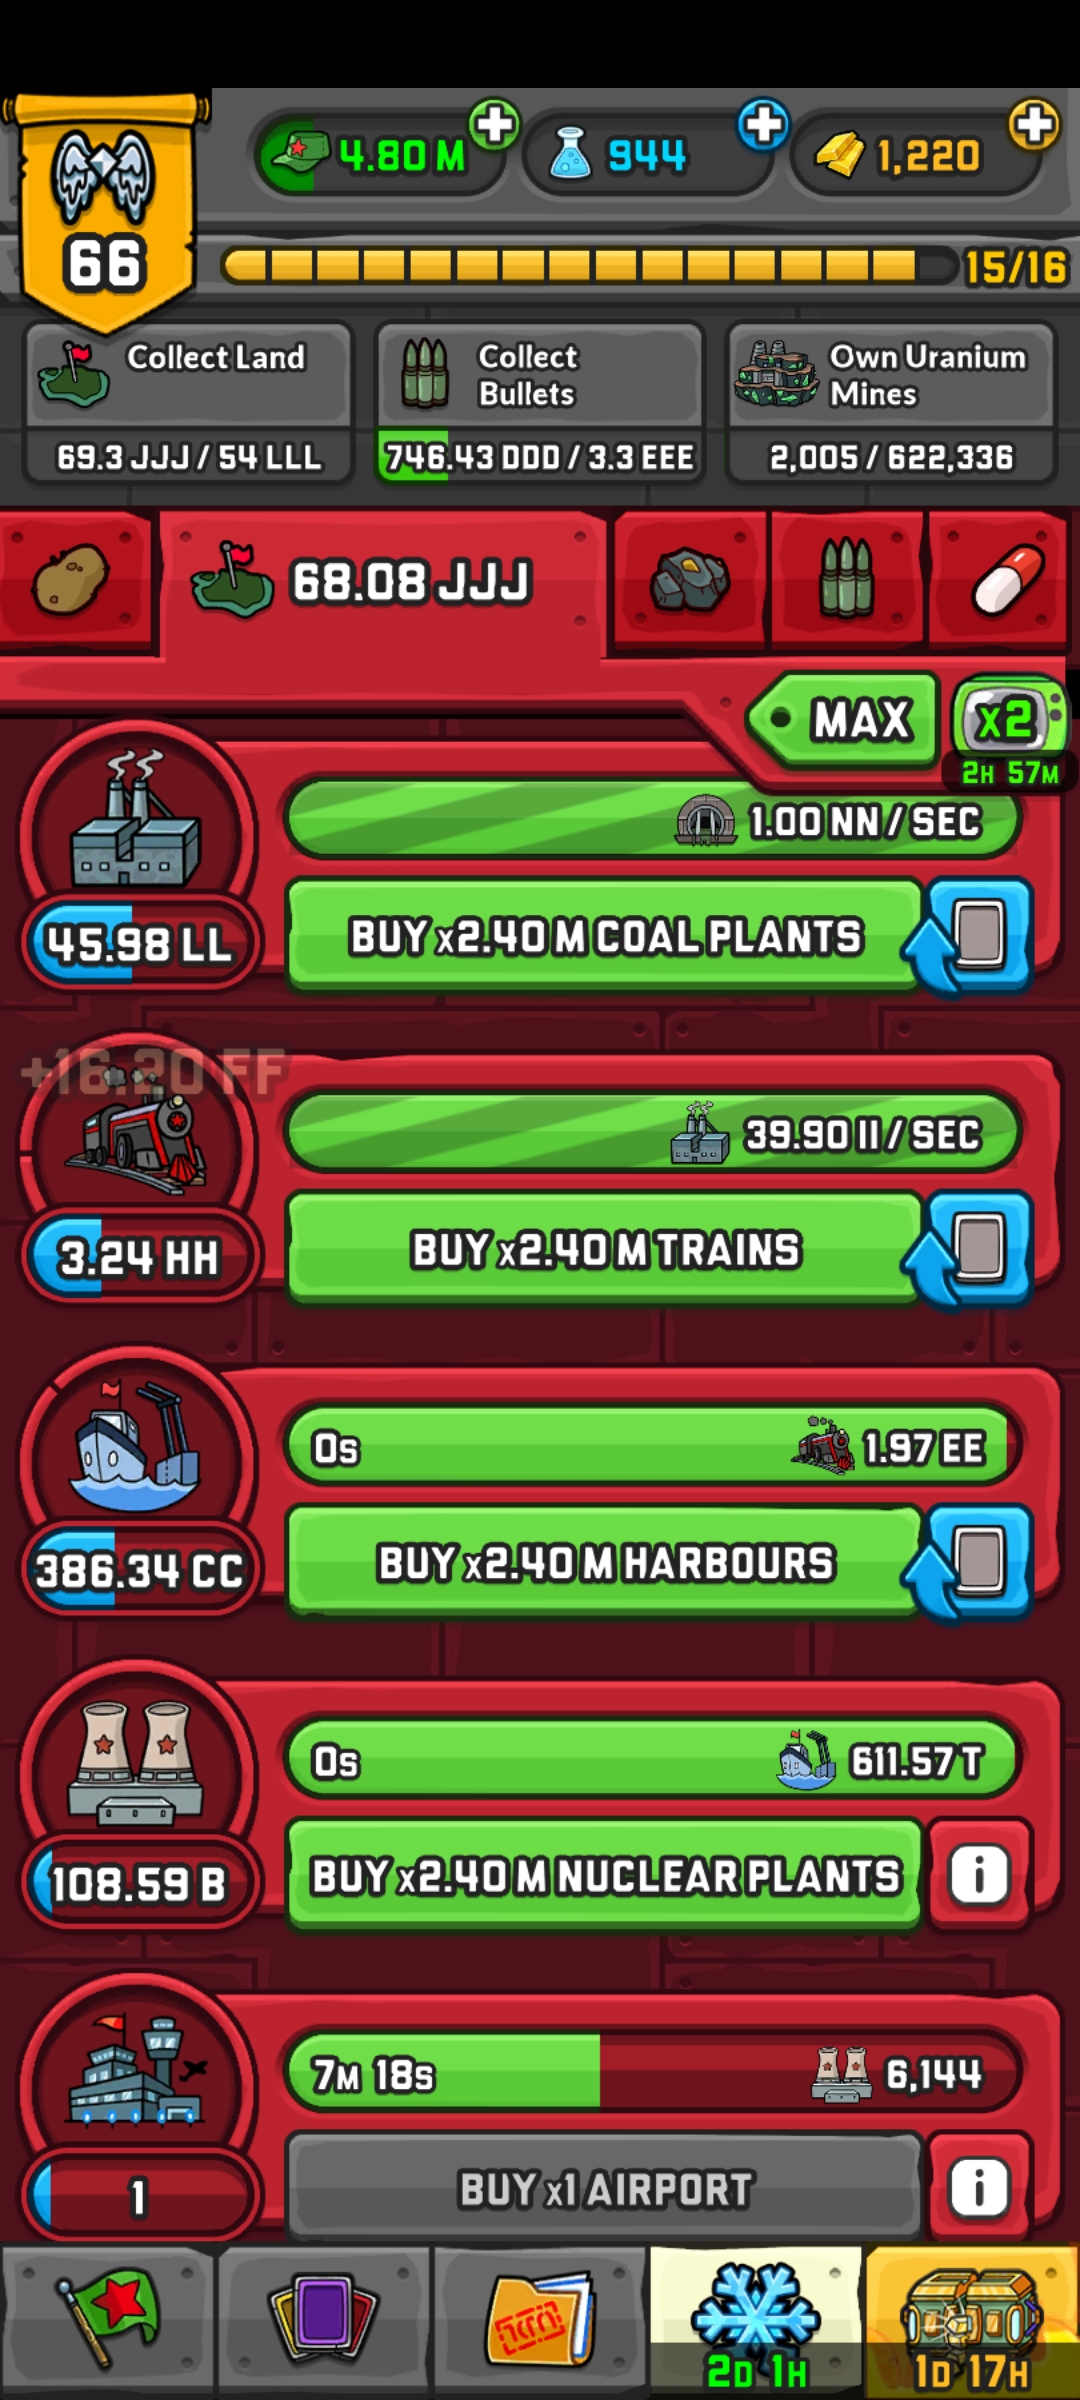 4.80 M
944
1,220
66
15/16
Collect Land
69.3 JJJ / 54 LLL
Collect
Bullets
746.43 DDD / 3.3 EEE
Own Uranium
Mines
2,005 / 622,336
68.08 JJJ
MAX
x2
2H 57M
1.00 NN / SEC
45.98 LL
BUY x2.40 M COAL PLANTS
+16.20 FF
39.90 II / SEC
3.24 HH
BUY x2.40 M TRAINS
0s
1.97 EE
386.34 CC
BUY x2.40 M HARBOURS
0s
611.57 T
108.59 B
BUY x2.40 M NUCLEAR PLANTS
i
7M 18s
6,144
1
BUY x1 AIRPORT
i
2D 1H
1D 17H